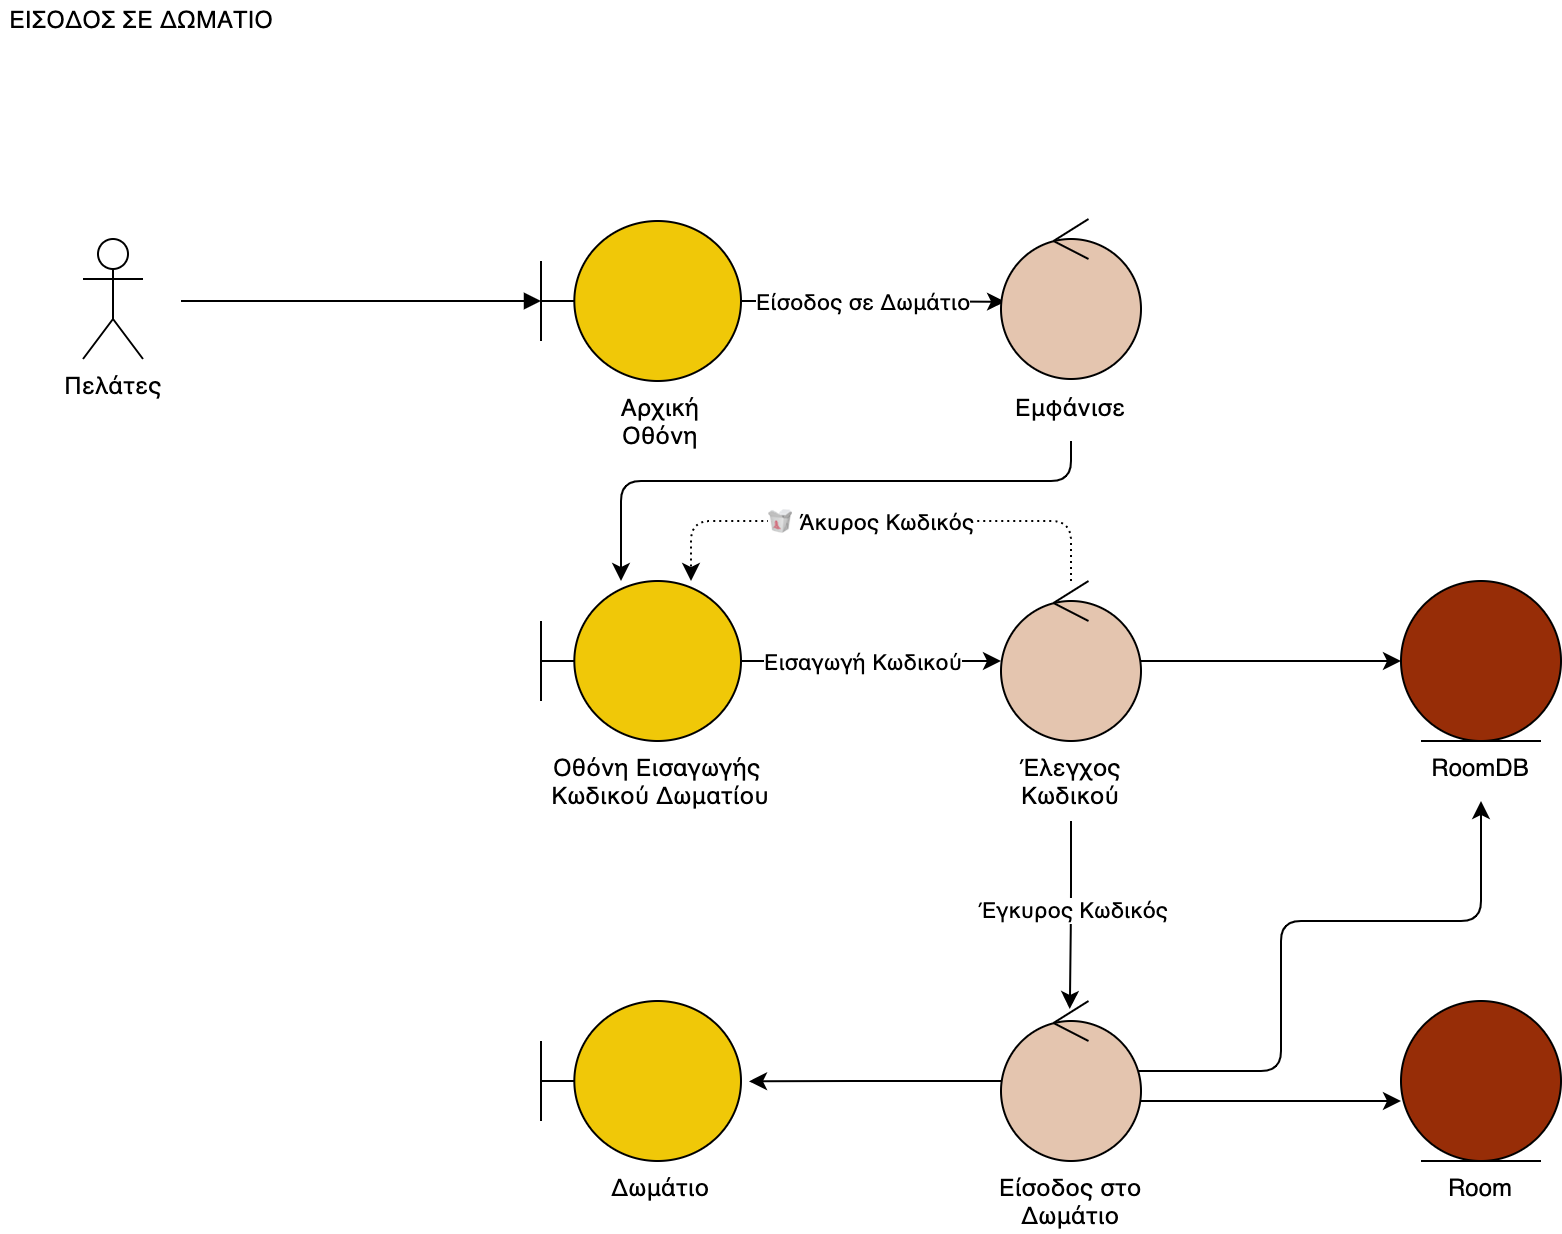 ΕΙΣΟΔΟΣ ΣΕ ΔΩΜΑΤΙΟ
Είσοδος σε Δωμάτιο
Πελάτες
Αρχική
Οθόνη
Εμφάνισε
Άκυρος Κωδικός
Εισαγωγή Κωδικού
Οθόνη Εισαγωγής
Κωδικού Δωματίου
Έλεγχος
Κωδικού
RoomDB
Έγκυρος Κωδικός
Δωμάτιο
Είσοδος στο
Δωμάτιο
Room